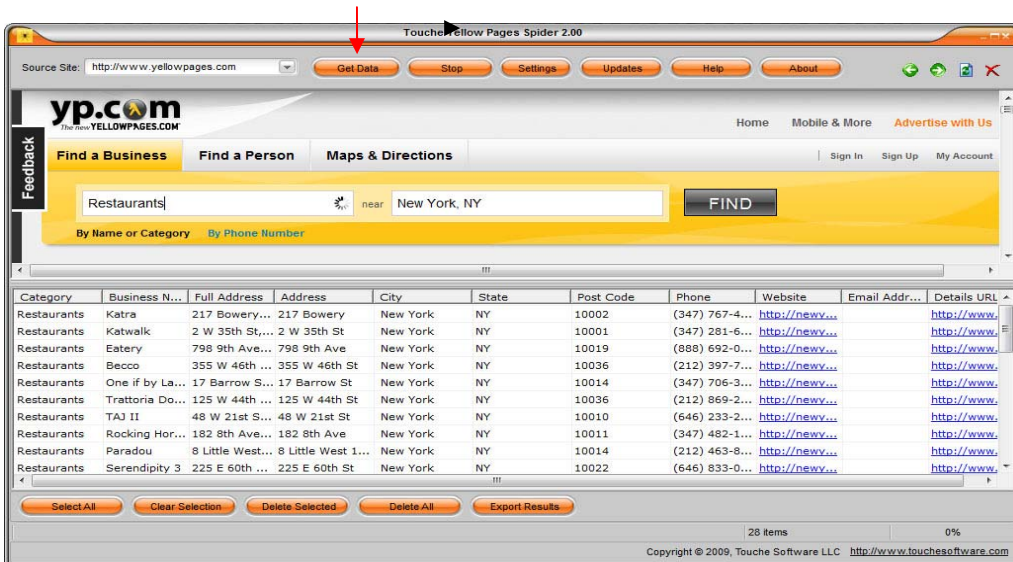 Touche Yellow Pages Spider 2.00
Source Site: http://www.yellowpages.com Get Data Stop Settings Updates Help About
yp.com
The new YELLOWPAGES.COM
Home Mobile & More Advertise with Us
Feedback
Find a Business Find a Person Maps & Directions Sign In Sign Up My Account
Restaurants near New York, NY FIND
By Name or Category By Phone Number
Category Business N... Full Address Address City State Post Code Phone Website Email Addr... Details URL
Restaurants Katra 217 Bowery... 217 Bowery New York NY 10002 (347) 767-4... http://newy... http://www.
Restaurants Katwalk 2 W 35th St,... 2 W 35th St New York NY 10001 (347) 281-6... http://newy... http://www.
Restaurants Eatery 798 9th Ave... 798 9th Ave New York NY 10019 (888) 692-0... http://newy... http://www.
Restaurants Becco 355 W 46th ... 355 W 46th St New York NY 10036 (212) 397-7... http://newy... http://www.
Restaurants One if by La... 17 Barrow S... 17 Barrow St New York NY 10014 (347) 706-3... http://newy... http://www.
Restaurants Trattoria Do... 125 W 44th ... 125 W 44th St New York NY 10036 (212) 869-2... http://newy... http://www.
Restaurants TAJ II 48 W 21st S... 48 W 21st St New York NY 10010 (646) 233-2... http://newy... http://www.
Restaurants Rocking Hor... 182 8th Ave... 182 8th Ave New York NY 10011 (347) 482-1... http://newy... http://www.
Restaurants Paradou 8 Little West... 8 Little West 1... New York NY 10014 (212) 463-8... http://newy... http://www.
Restaurants Serendipity 3 225 E 60th ... 225 E 60th St New York NY 10022 (646) 833-0... http://newy... http://www.
Select All Clear Selection Delete Selected Delete All Export Results
28 items 0%
Copyright © 2009, Touche Software LLC http://www.touchesoftware.com